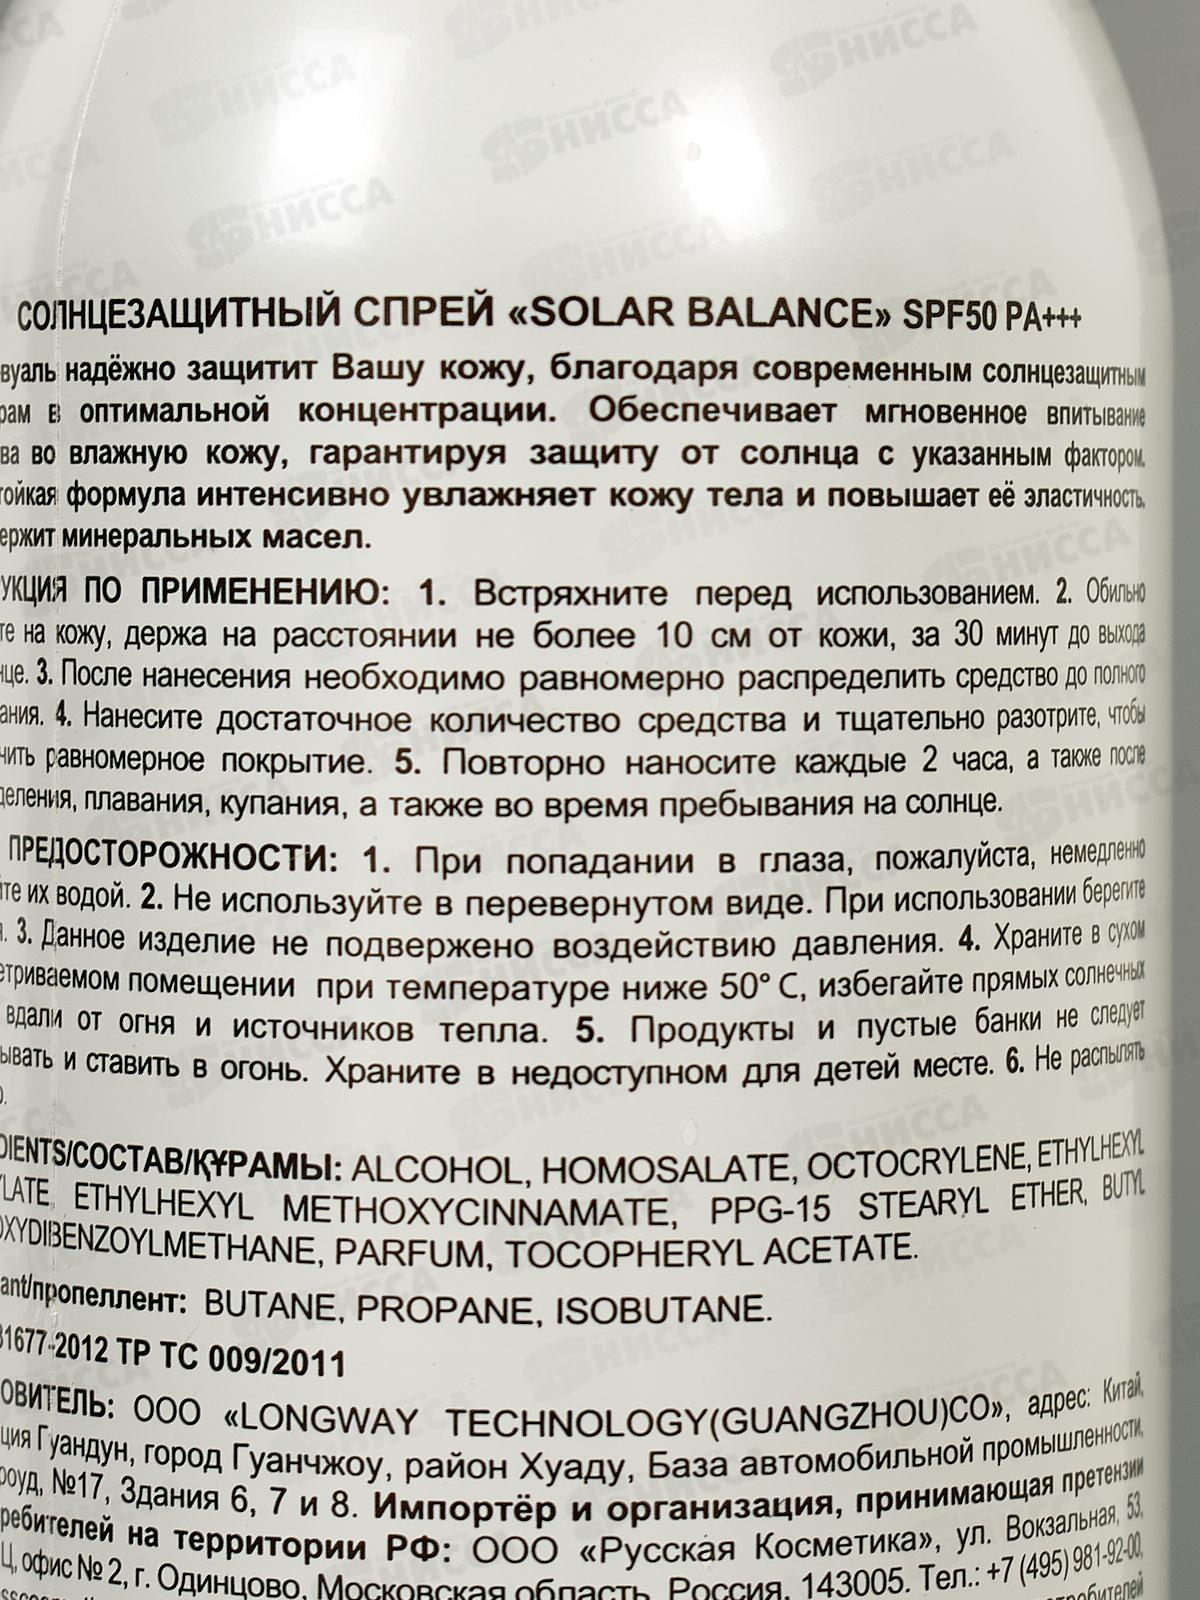 СОЛНЦЕЗАЩИТНЫЙ СПРЕЙ «SOLAR BALANCE» SPF50 PA+++
вуаль надёжно защитит Вашу кожу, благодаря современным солнцезащитным
рам в оптимальной концентрации. Обеспечивает мгновенное впитывание
ва во влажную кожу, гарантируя защиту от солнца с указанным фактором.
тойкая формула интенсивно увлажняет кожу тела и повышает её эластичность.
ержит минеральных масел.
УКЦИЯ ПО ПРИМЕНЕНИЮ: 1. Встряхните перед использованием. 2. Обильно
те на кожу, держа на расстоянии не более 10 см от кожи, за 30 минут до выхода
нце. 3. После нанесения необходимо равномерно распределить средство до полного
ания. 4. Нанесите достаточное количество средства и тщательно разотрите, чтобы
чить равномерное покрытие. 5. Повторно наносите каждые 2 часа, а также после
деления, плавания, купания, а также во время пребывания на солнце.
ПРЕДОСТОРОЖНОСТИ: 1. При попадании в глаза, пожалуйста, немедленно
йте их водой. 2. Не используйте в перевернутом виде. При использовании берегите
3. Данное изделие не подвержено воздействию давления. 4. Храните в сухом
етриваемом помещении при температуре ниже 50° С, избегайте прямых солнечных
вдали от огня и источников тепла. 5. Продукты и пустые банки не следует
ывать и ставить в огонь. Храните в недоступном для детей месте. 6. Не распылять
о.
DIENTS/СОСТАВ/ҚҰРАМЫ: ALCOHOL, HOMOSALATE, OCTOCRYLENE, ETHYLHEXYL
YLATE, ETHYLHEXYL METHOXYCINNAMATE, PPG-15 STEARYL ETHER, BUTYL
OXYDIBENZOYLMETHANE, PARFUM, TOCOPHERYL ACETATE.
ant/пропеллент: BUTANE, PROPANE, ISOBUTANE.
31677-2012 ТР ТС 009/2011
ОВИТЕЛЬ: ООО «LONGWAY TECHNOLOGY(GUANGZHOU)CO», адрес: Китай,
ция Гуандун, город Гуанчжоу, район Хуаду, База автомобильной промышленности,
роуд, №17, Здания 6, 7 и 8. Импортёр и организация, принимающая претензии
ребителей на территории РФ: ООО «Русская Косметика», ул. Вокзальная, 53,
Ц, офис № 2, г. Одинцово, Московская область, Россия, 143005. Тел.: +7 (495) 981-92-00,